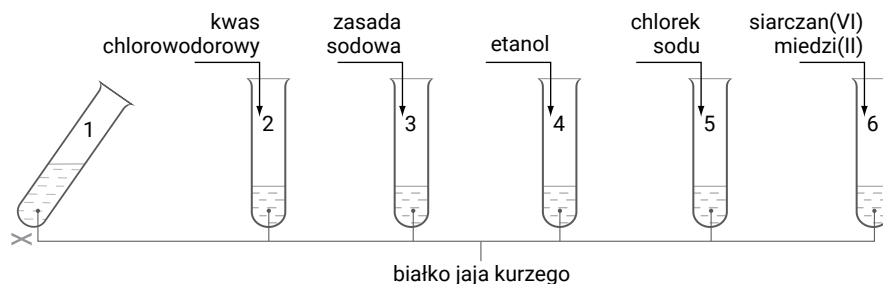 kwas
chlorowodorowy
zasada
sodowa
etanol
chlorek
sodu
siarczan(VI)
miedzi(II)
1
2
3
4
5
6
białko jaja kurzego